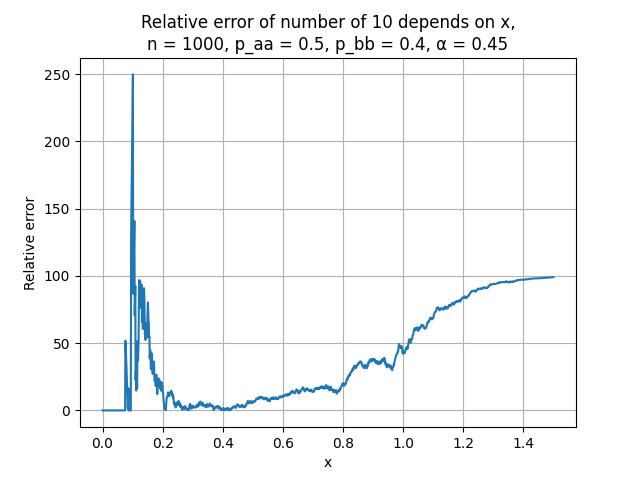 Relative error of number of 10 depends on x,
n = 1000, p_aa = 0.5, p_bb = 0.4, α = 0.45
Relative error
250
200
150
100
50
0
0.0 0.2 0.4 0.6 0.8 1.0 1.2 1.4
x